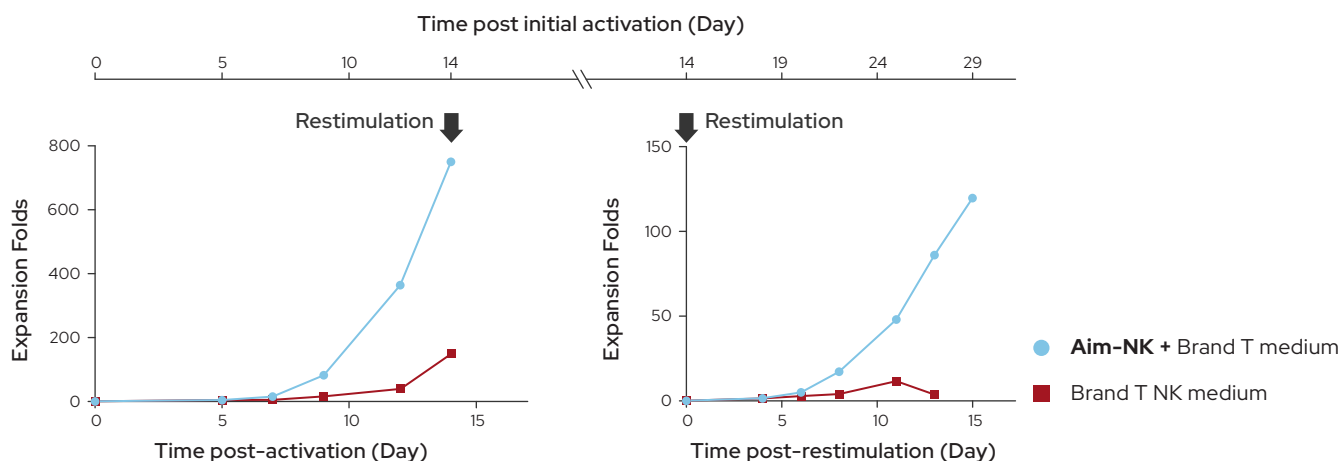 Time post initial activation (Day)
0 5 10 14 14 19 24 29
Restimulation Restimulation
800 150
600
100
400
50
200
0 0
0 5 10 15 0 5 10 15
Expansion Folds Expansion Folds
Time post-activation (Day) Time post-restimulation (Day)
Aim-NK + Brand T medium
Brand T NK medium